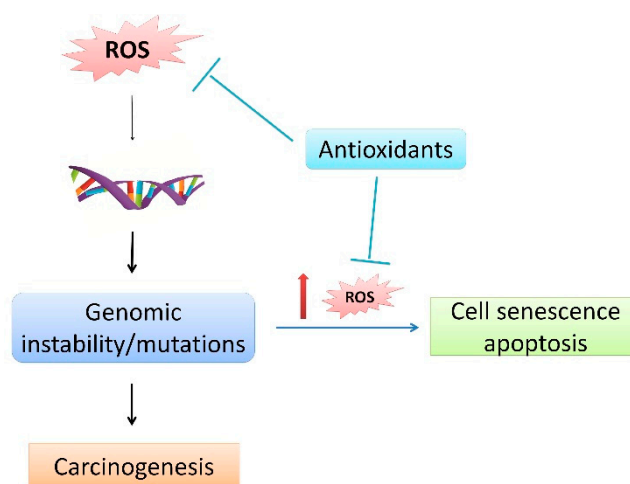 ROS
Antioxidants
Genomic
instability/mutations
ROS
Cell senescence
apoptosis
Carcinogenesis